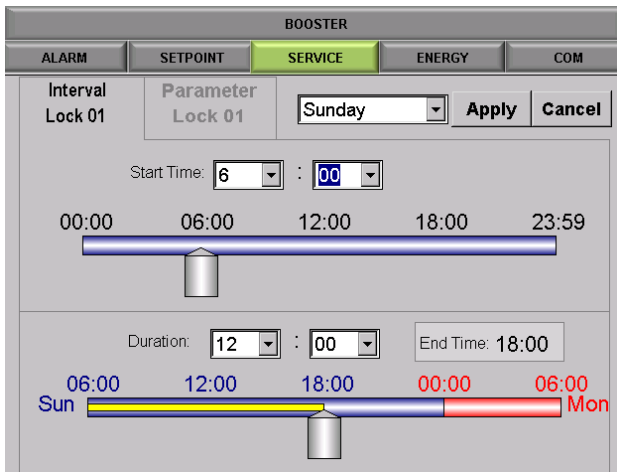 BOOSTER
ALARM SETPOINT SERVICE ENERGY COM
Interval Lock 01
Parameter Lock 01
Sunday Apply Cancel
Start Time: 6 : 00
00:00 06:00 12:00 18:00 23:59
Duration: 12 : 00 End Time: 18:00
06:00 12:00 18:00 00:00 06:00
Sun Mon